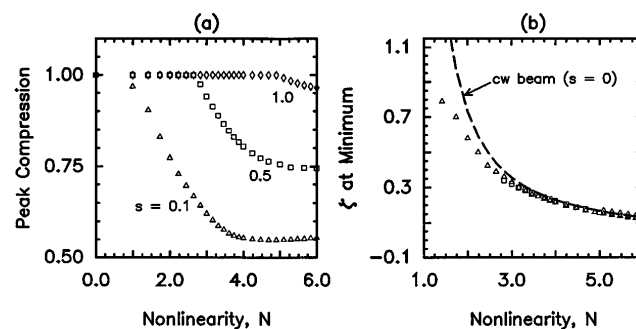 (a)
(b)
Peak Compression
1.00
0.75
0.50
1.0
0.5
s = 0.1
0.0
2.0
4.0
6.0
Nonlinearity, N
ζ at Minimum
1.1
0.7
0.3
-0.1
cw beam (s = 0)
1.0
3.0
5.0
Nonlinearity, N